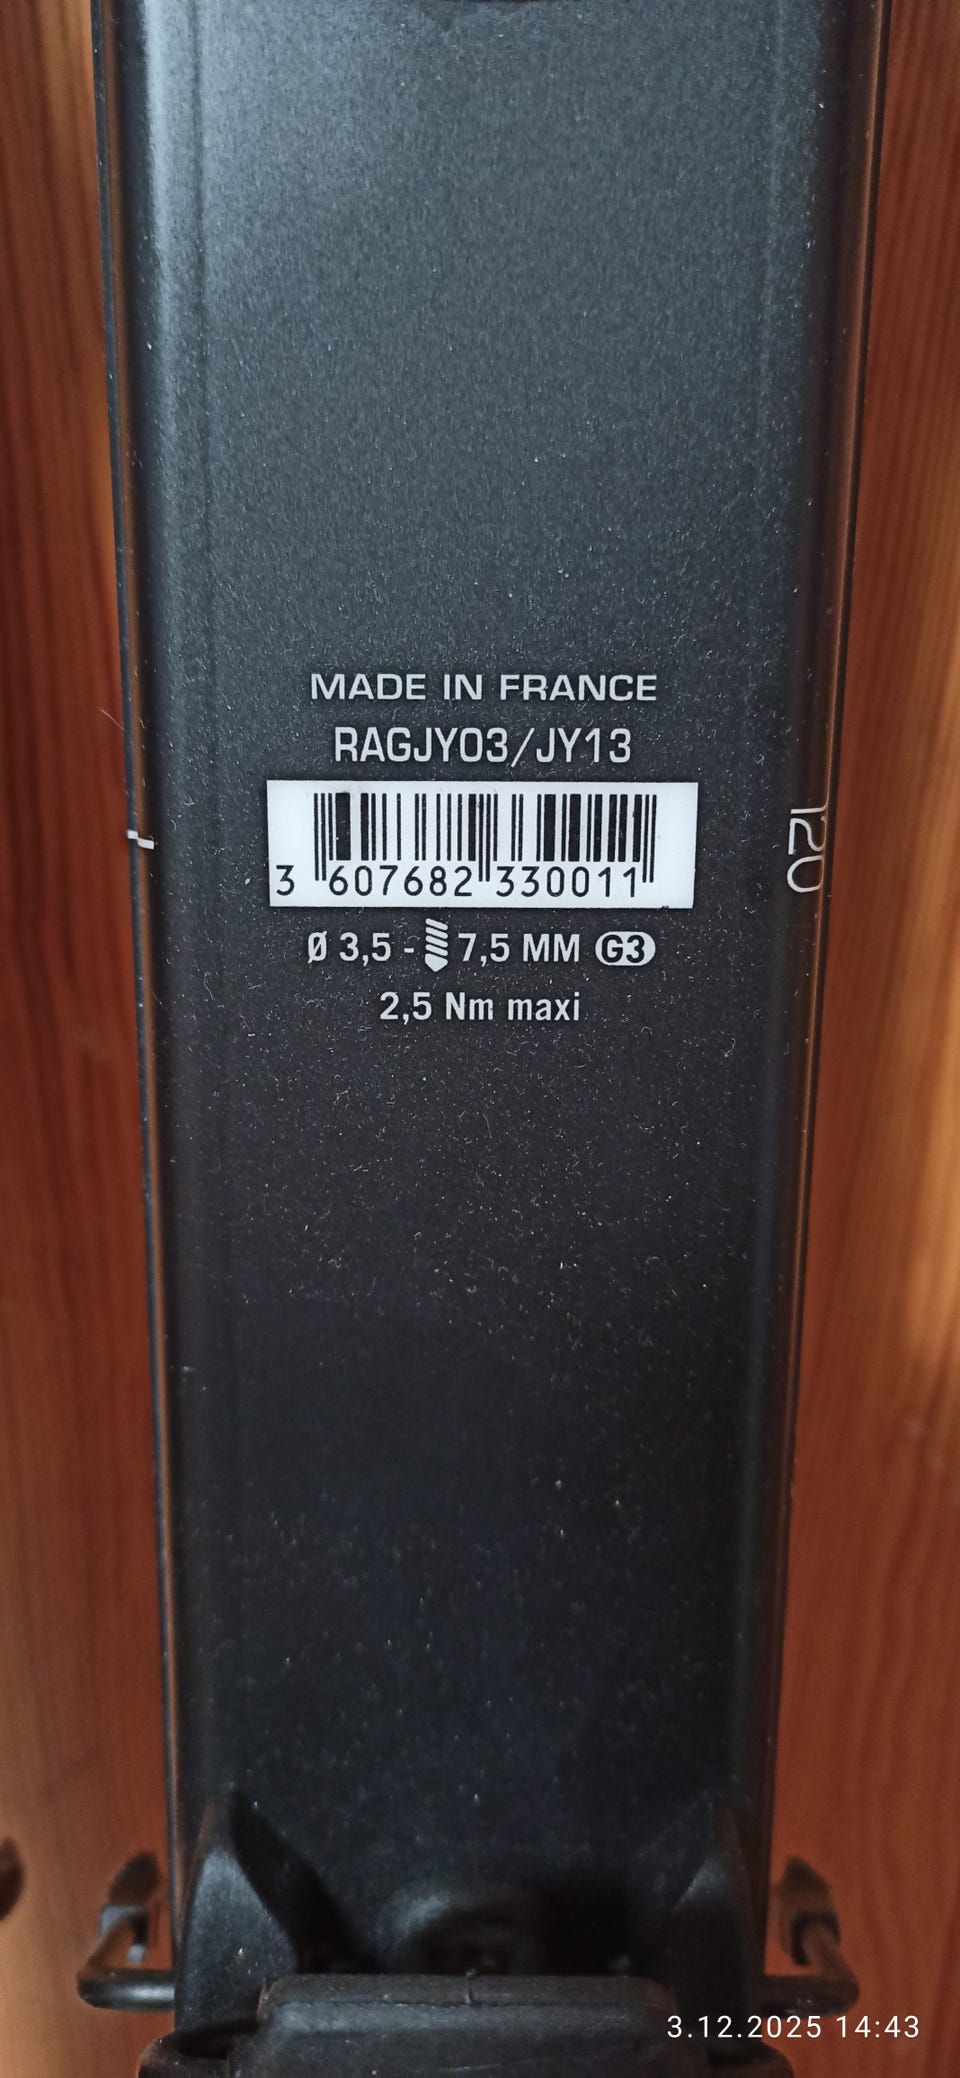 MADE IN FRANCE
RAGJY03/JY13
3 607682 330011
120
Ø 3,5 - 7,5 MM G3
2,5 Nm maxi
3.12.2025 14:43